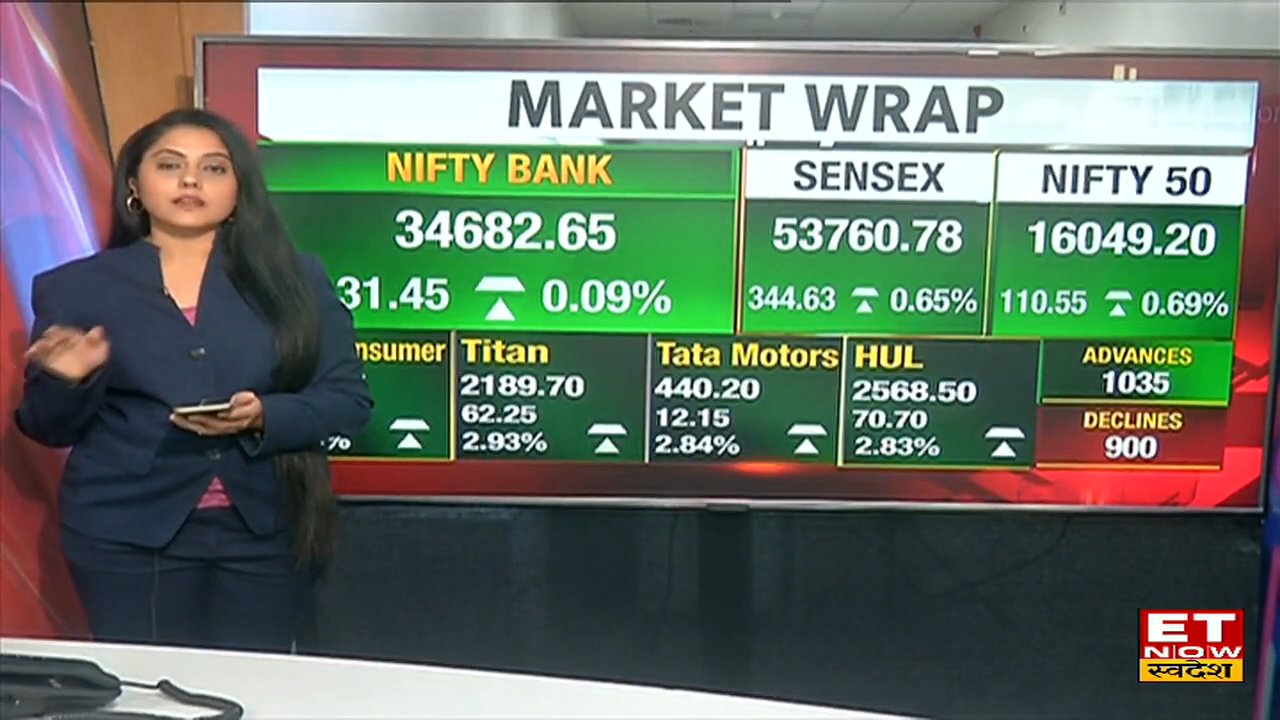 MARKET WRAP
NIFTY BANK
34682.65
31.45 0.09%
SENSEX
53760.78
344.63 0.65%
NIFTY 50
16049.20
110.55 0.69%
nsumer
%
Titan
2189.70
62.25
2.93%
Tata Motors
440.20
12.15
2.84%
HUL
2568.50
70.70
2.83%
ADVANCES
1035
DECLINES
900
ET
NOW
स्वदेश